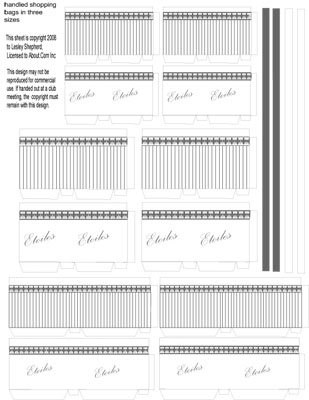 handled shopping
bags in three
sizes
This sheet is copyright 2008
to Lesley Shepherd,
Licensed to About.Com Inc
This design may not be
reproduced for commercial
use. If handed out at a club
meeting, the copyright must
remain with this design.
Etoiles Etoiles Etoiles Etoiles
Etoiles Etoiles Etoiles Etoiles
Etoiles Etoiles Etoiles Etoiles